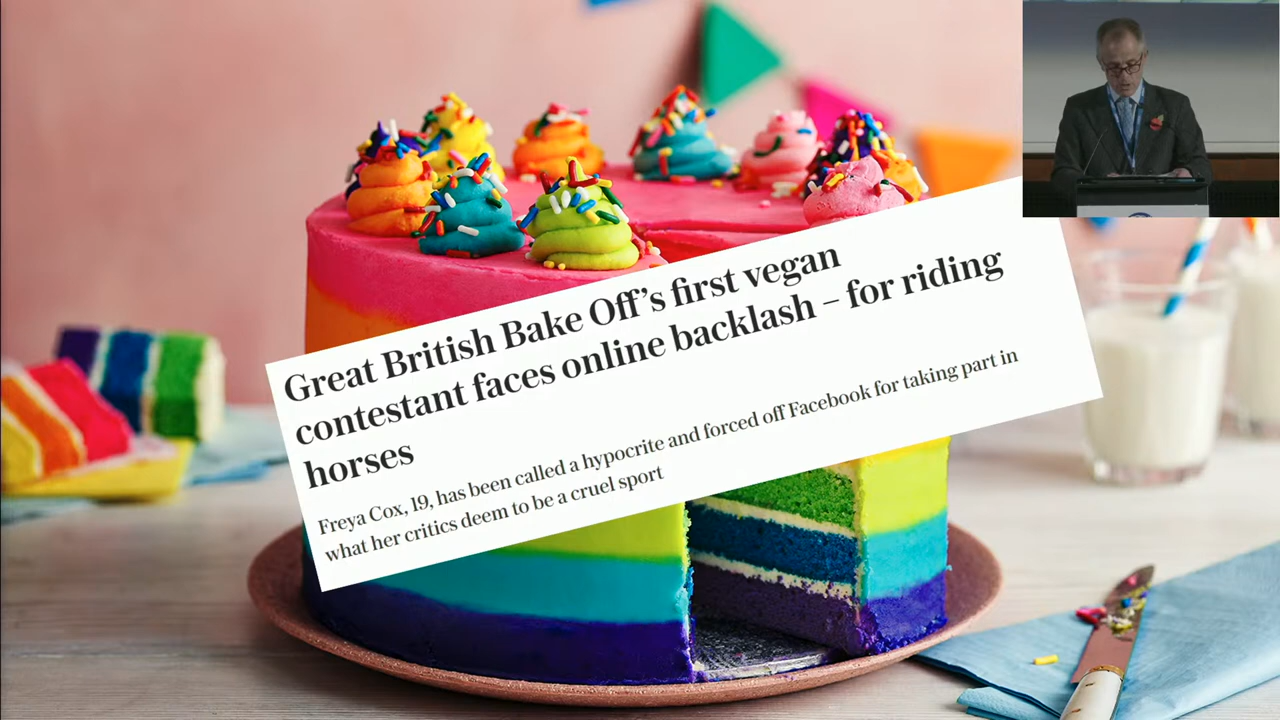 Great British Bake Off’s first vegan
contestant faces online backlash – for riding
horses
Freya Cox, 19, has been called a hypocrite and forced off Facebook for taking part in
what her critics deem to be a cruel sport